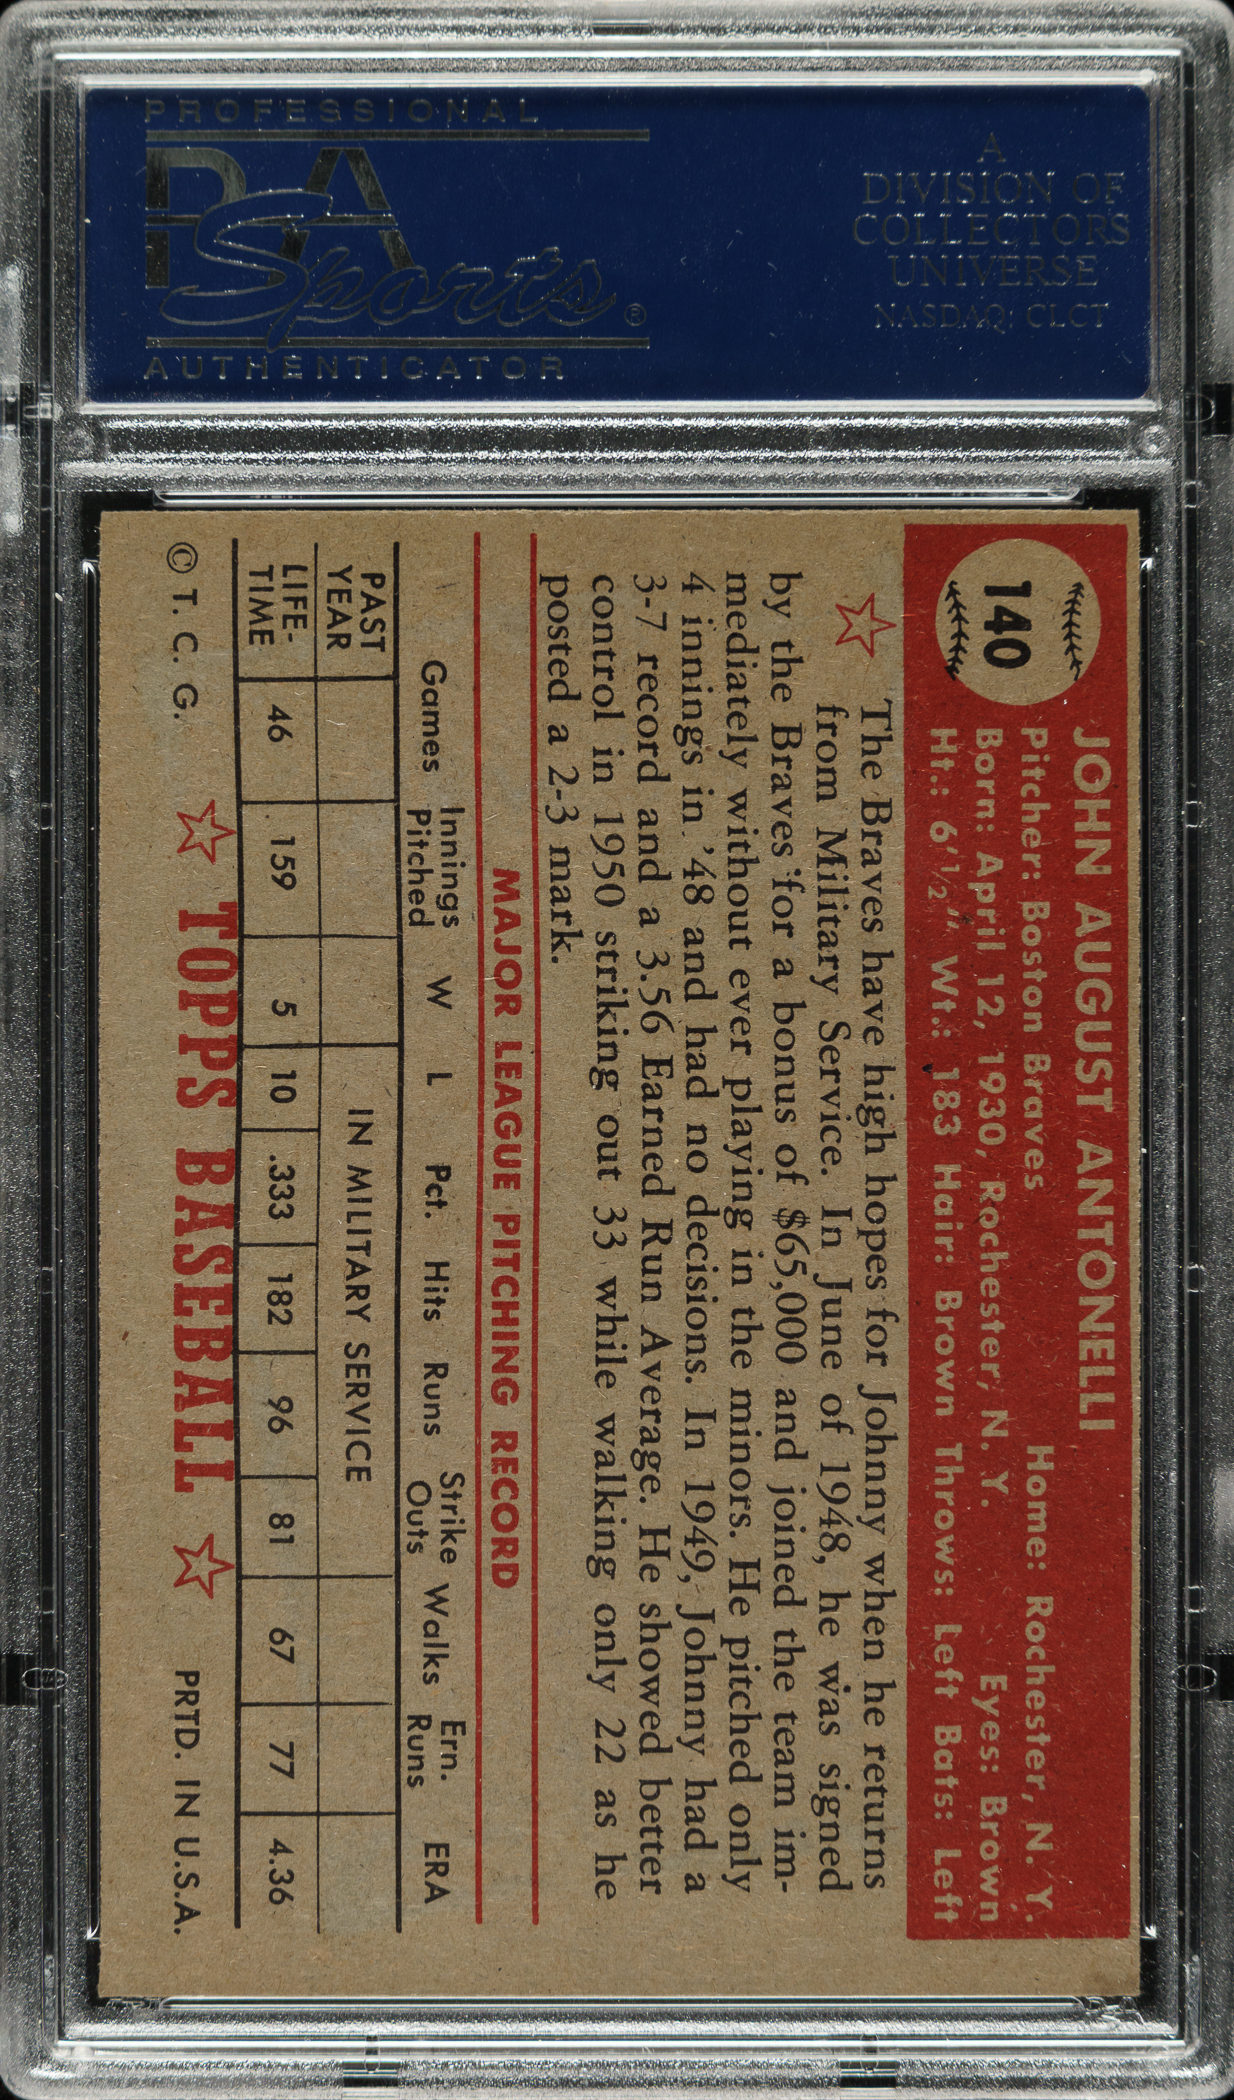 PROFESSIONAL
PSA
Sports®
AUTHENTICATOR
A
DIVISION OF
COLLECTORS
UNIVERSE
NASDAQ: CLCT
140
JOHN AUGUST ANTONELLI
Pitcher: Boston Braves Home: Rochester, N. Y.
Born: April 12, 1930, Rochester, N. Y. Eyes: Brown
Ht.: 6'½" Wt.: 183 Hair: Brown Throws: Left Bats: Left
The Braves have high hopes for Johnny when he returns
from Military Service. In June of 1948, he was signed
by the Braves for a bonus of $65,000 and joined the team im-
mediately without ever playing in the minors. He pitched only
4 innings in '48 and had no decisions. In 1949, Johnny had a
3-7 record and a 3.56 Earned Run Average. He showed better
control in 1950 striking out 33 while walking only 22 as he
posted a 2-3 mark.
MAJOR LEAGUE PITCHING RECORD
Games Innings Pitched W L Pct. Hits Runs Strike Outs Walks Ern. Runs ERA
PAST YEAR IN MILITARY SERVICE
LIFE-TIME 46 159 5 10 .333 182 96 81 67 77 4.36
© T. C. G. TOPPS BASEBALL PRTD. IN U.S.A.